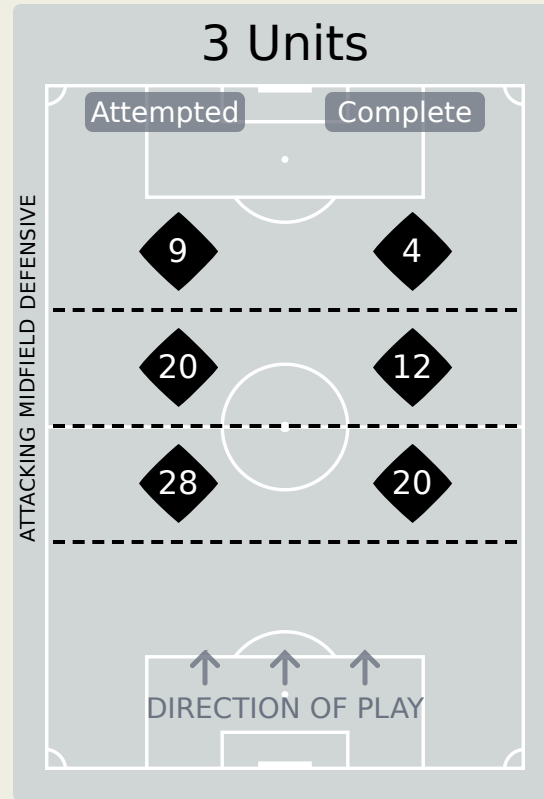 3 Units
Attempted Complete
ATTACKING MIDFIELD DEFENSIVE
9 4
20 12
28 20
DIRECTION OF PLAY